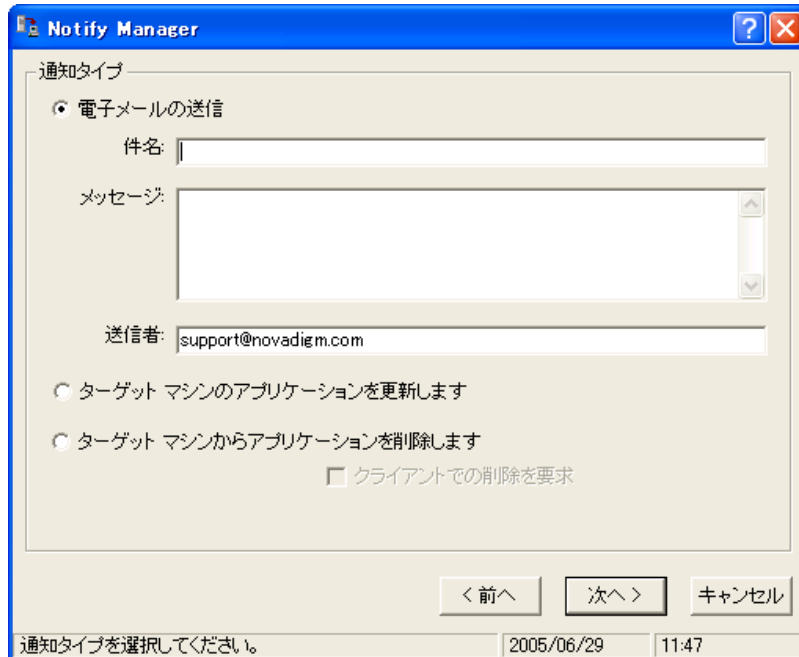 Notify Manager
通知タイプ
電子メールの送信
件名:
メッセージ:
送信者: support@novadigm.com
ターゲット マシンのアプリケーションを更新します
ターゲット マシンからアプリケーションを削除します
クライアントでの削除を要求
< 前へ 次へ > キャンセル
通知タイプを選択してください。 2005/06/29 11:47